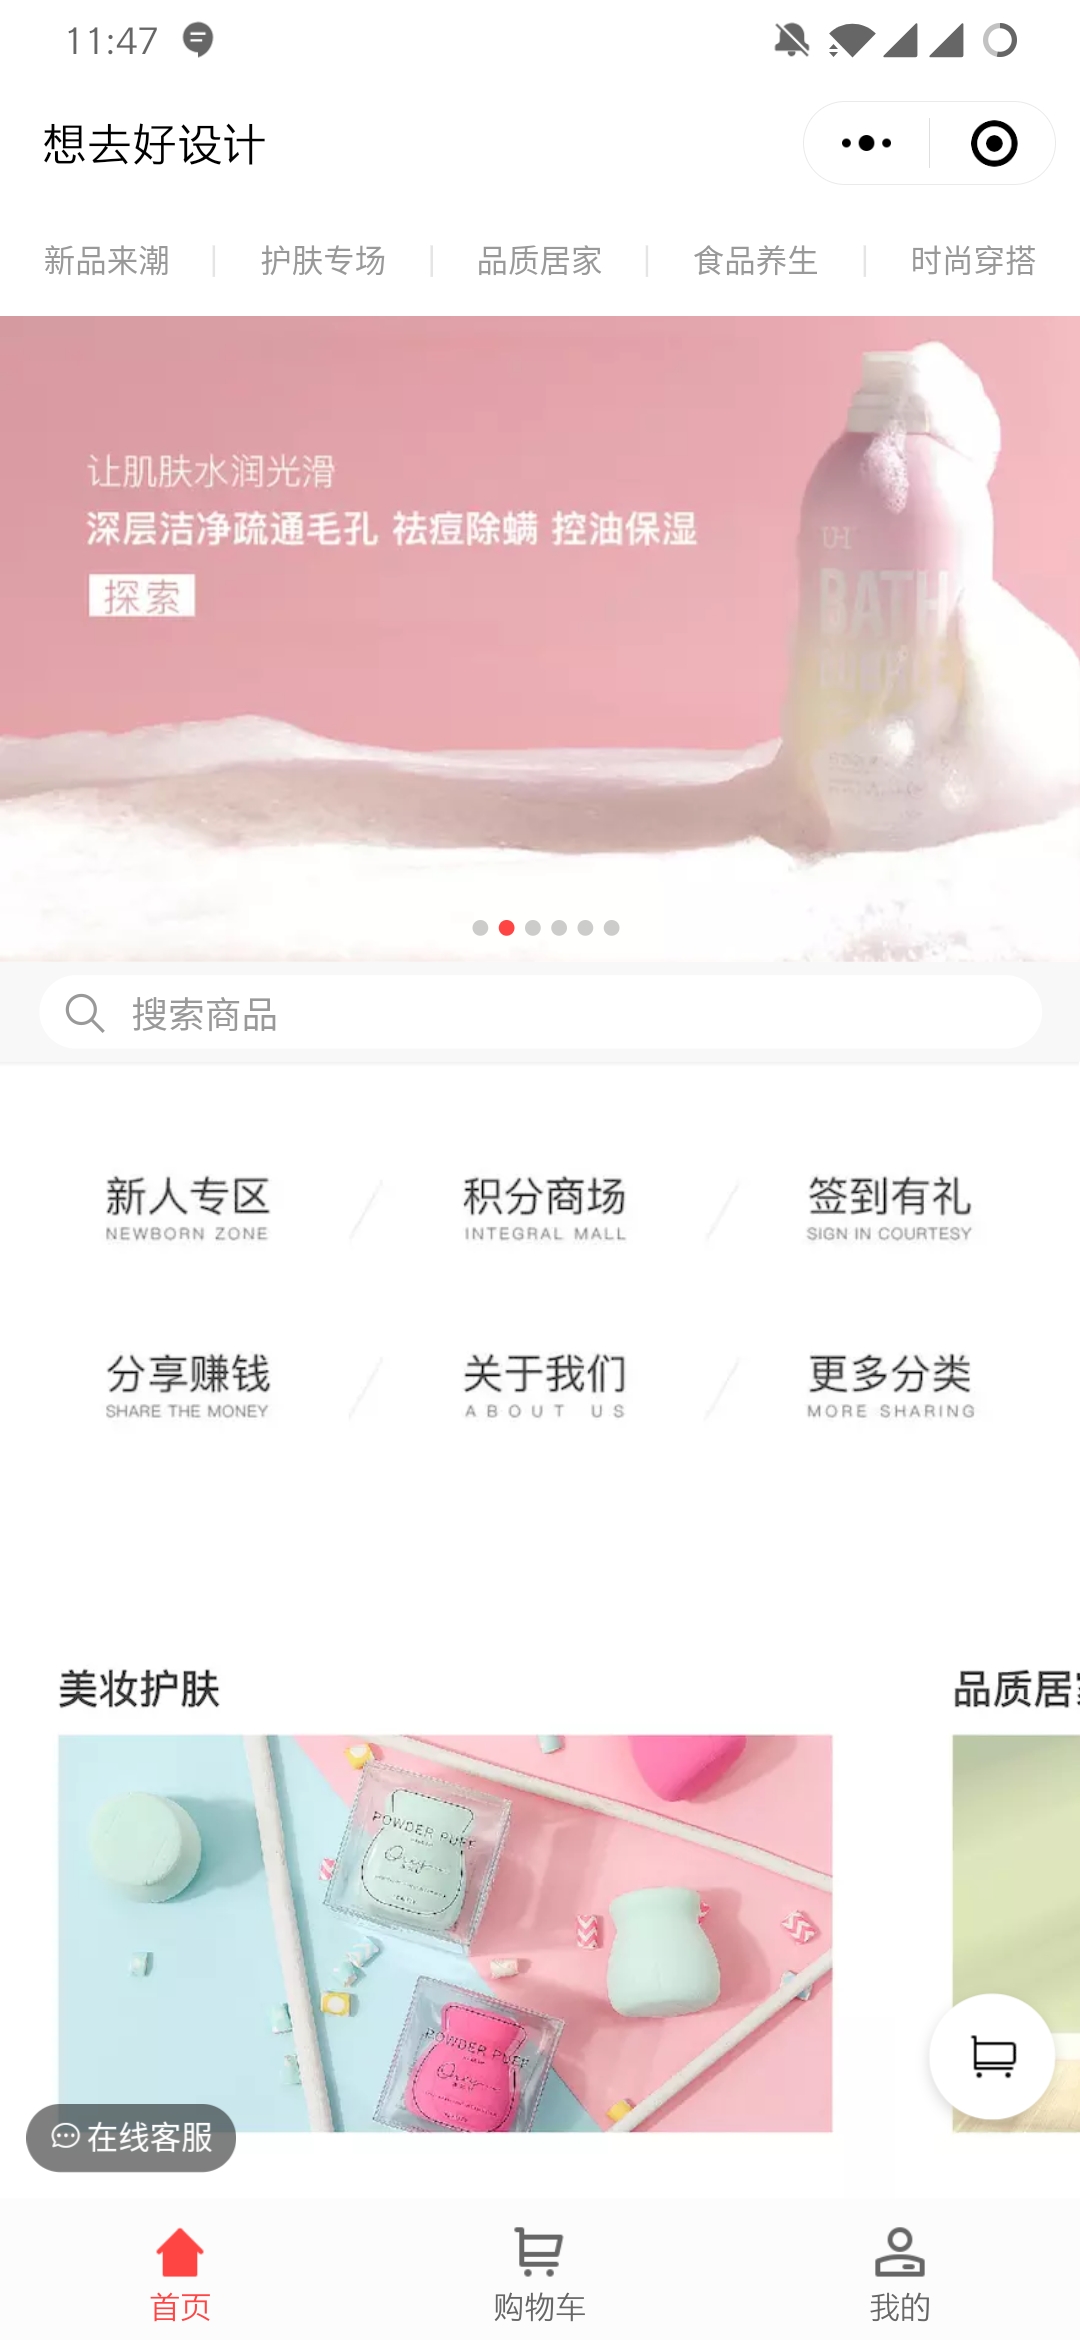 11:47
想去好设计
新品来潮
护肤专场
品质居家
食品养生
时尚穿搭
让肌肤水润光滑
深层洁净疏通毛孔 祛痘除螨 控油保湿
探索
BATH
搜索商品
新人专区
NEWBORN ZONE
积分商场
INTEGRAL MALL
签到有礼
SIGN IN COURTESY
分享赚钱
SHARE THE MONEY
关于我们
ABOUT US
更多分类
MORE SHARING
美妆护肤
品质居家
POWDER PUFF
POWDER PUFF
在线客服
首页
购物车
我的